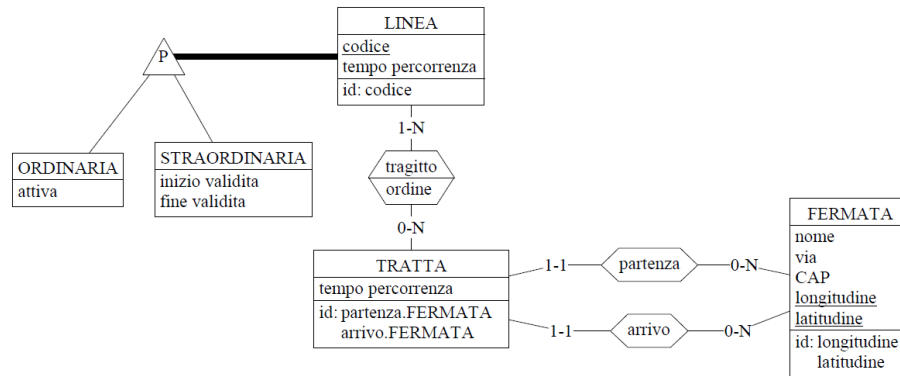 LINEA
codice
tempo percorrenza
id: codice
P
ORDINARIA
attiva
STRAORDINARIA
inizio validita
fine validita
1-N
tragitto
ordine
0-N
TRATTA
tempo percorrenza
id: partenza.FERMATA
arrivo.FERMATA
1-1
partenza
0-N
1-1
arrivo
0-N
FERMATA
nome
via
CAP
longitudine
latitudine
id: longitudine
latitudine